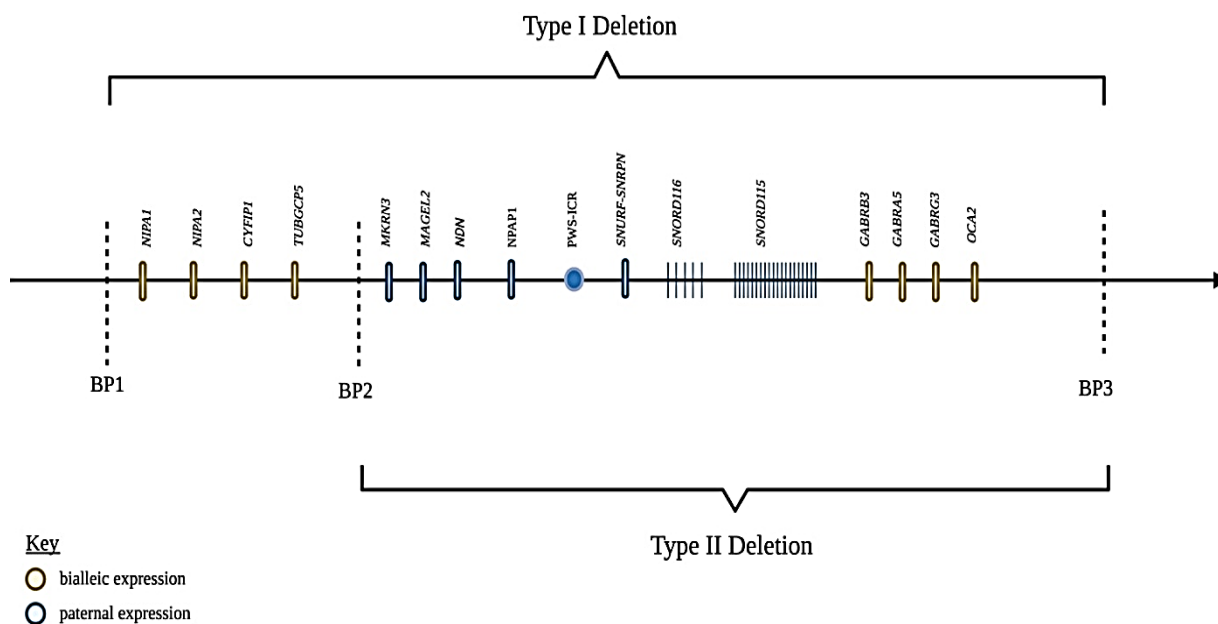 Type I Deletion
NIPA1
NIPA2
CYFIP1
TUBGCP5
MKRN3
MAGEL2
NDN
NPAP1
PWS-ICR
SNURF-SNRPN
SNORD116
SNORD115
GABRB3
GABRA5
GABRG3
OCA2
BP1
BP2
BP3
Type II Deletion
Key
bialleic expression
paternal expression